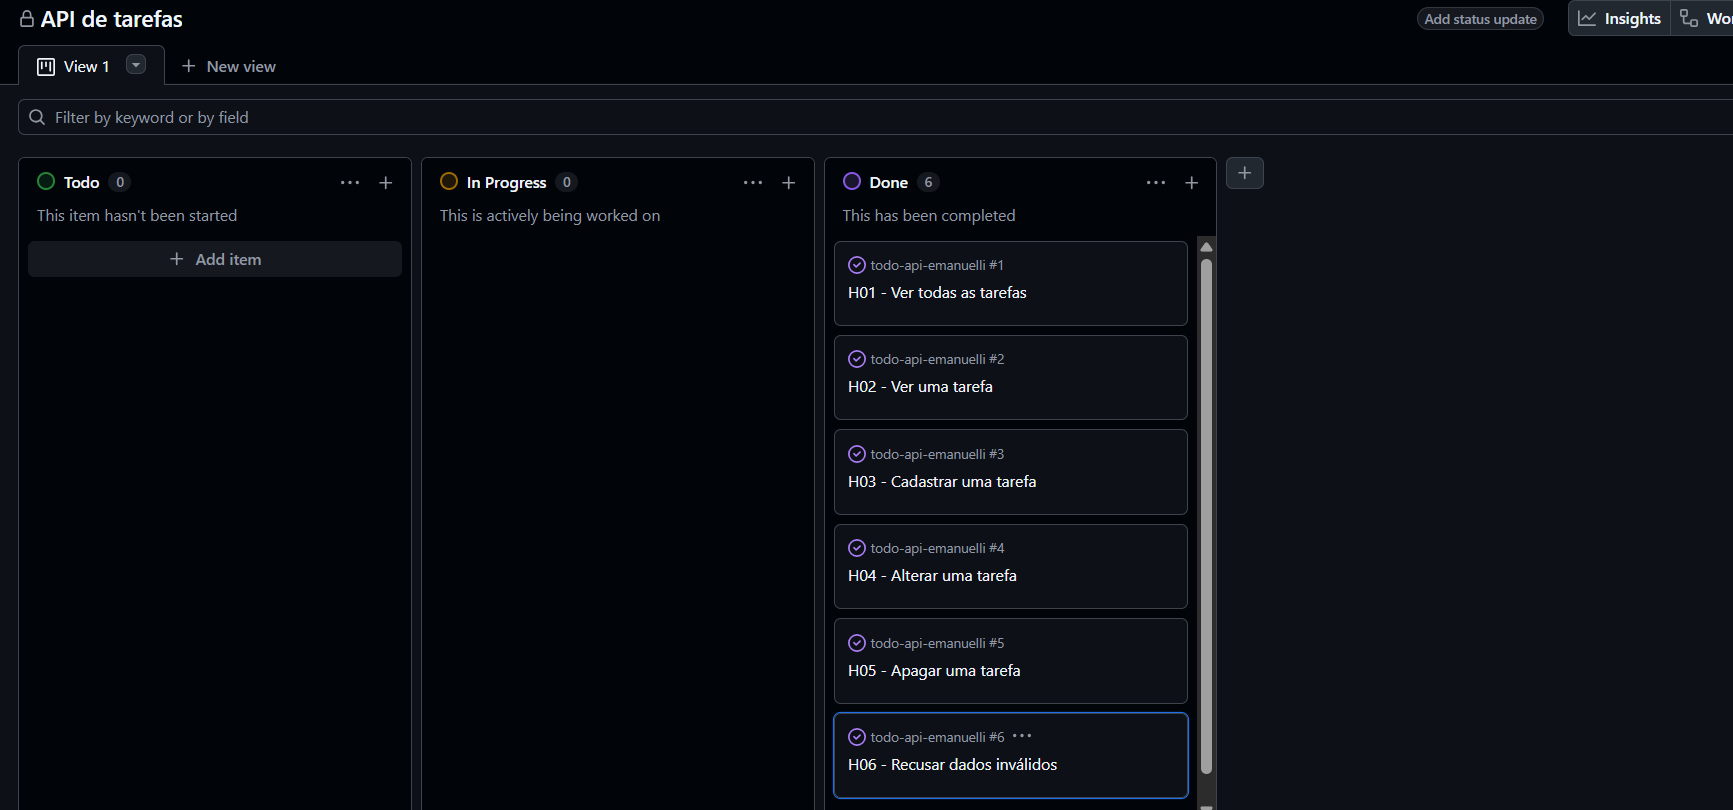 API de tarefas
Add status update
Insights
Wo
View 1
New view
Filter by keyword or by field
Todo 0
This item hasn't been started
Add item
In Progress 0
This is actively being worked on
Done 6
This has been completed
todo-api-emanuelli #1
H01 - Ver todas as tarefas
todo-api-emanuelli #2
H02 - Ver uma tarefa
todo-api-emanuelli #3
H03 - Cadastrar uma tarefa
todo-api-emanuelli #4
H04 - Alterar uma tarefa
todo-api-emanuelli #5
H05 - Apagar uma tarefa
todo-api-emanuelli #6
H06 - Recusar dados inválidos